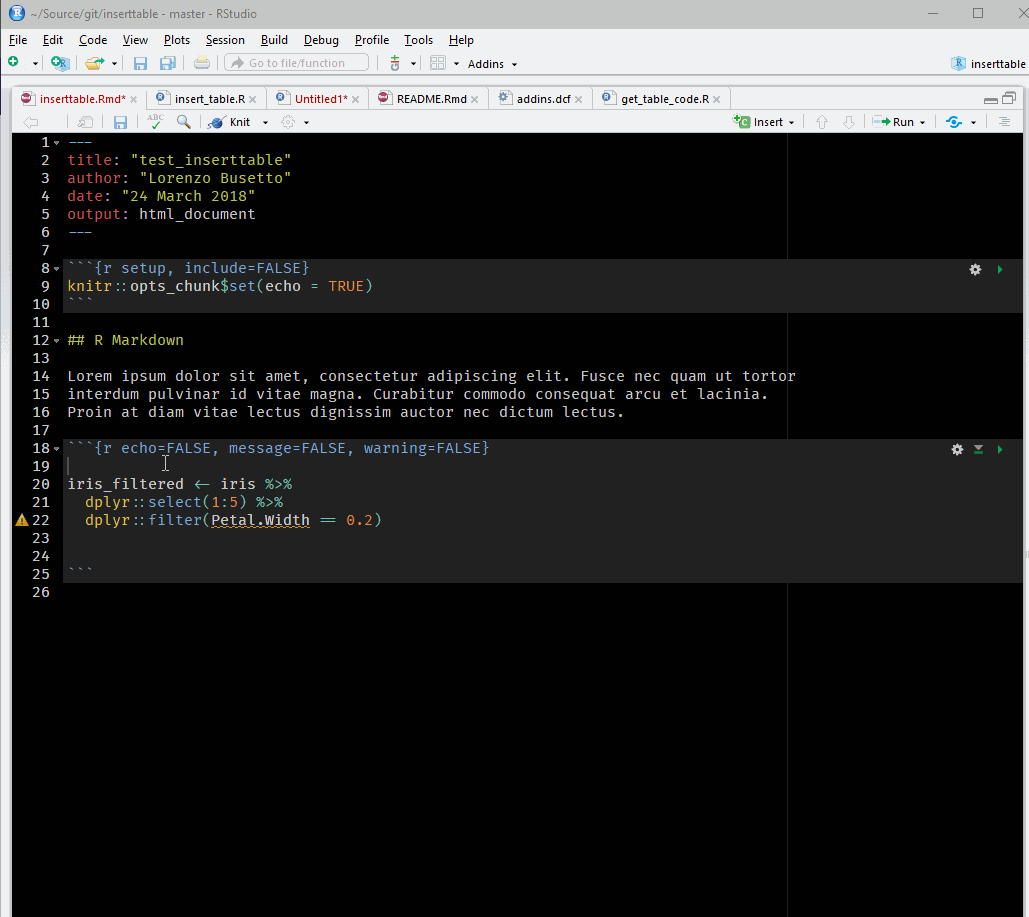 ~/Source/git/inserttable - master - RStudio
File Edit Code View Plots Session Build Debug Profile Tools Help
Go to file/function Addins inserttable
inserttable.Rmd* insert_table.R Untitled1* README.Rmd addins.dcf get_table_code.R
ABC Knit Insert Run
1 ---
2 title: "test_inserttable"
3 author: "Lorenzo Busetto"
4 date: "24 March 2018"
5 output: html_document
6 ---
7
8 ```{r setup, include=FALSE}
9 knitr::opts_chunk$set(echo = TRUE)
10 ```
11
12 ## R Markdown
13
14 Lorem ipsum dolor sit amet, consectetur adipiscing elit. Fusce nec quam ut tortor
15 interdum pulvinar id vitae magna. Curabitur commodo consequat arcu et lacinia.
16 Proin at diam vitae lectus dignissim auctor nec dictum lectus.
17
18 ```{r echo=FALSE, message=FALSE, warning=FALSE}
19
20 iris_filtered <- iris %>%
21   dplyr::select(1:5) %>%
22   dplyr::filter(Petal.Width == 0.2)
23
24
25 ```
26